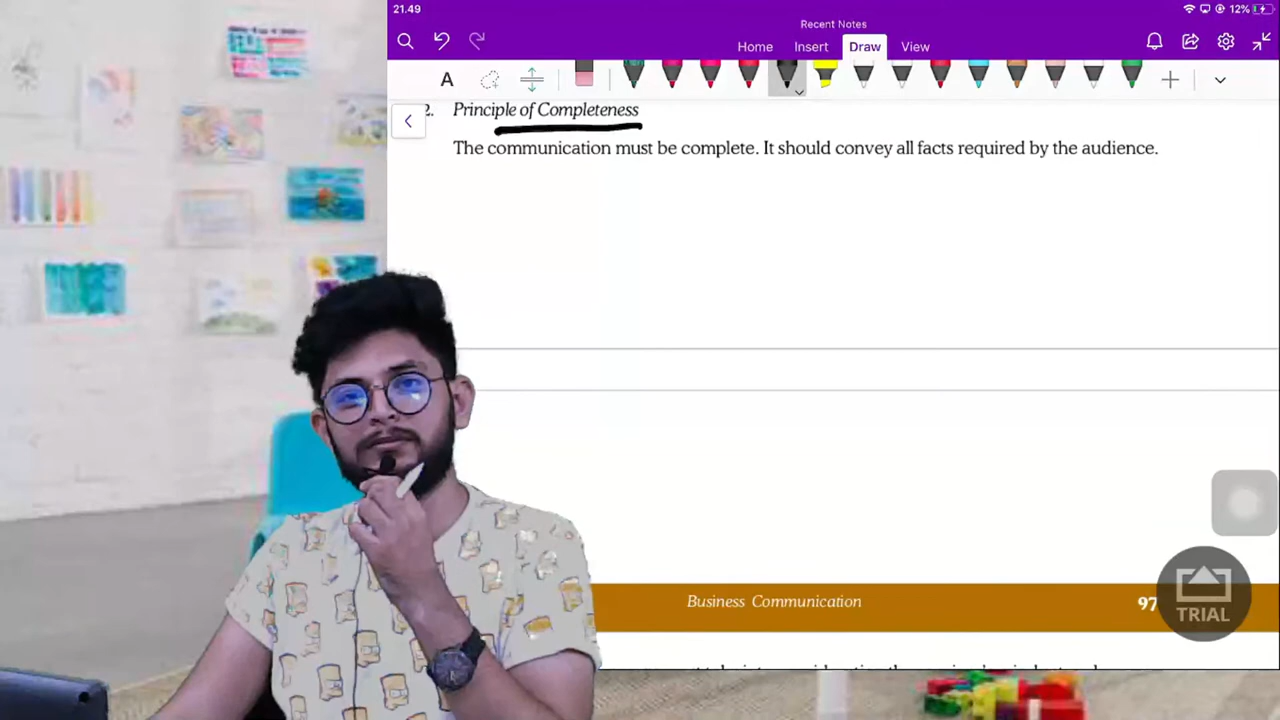 21.49
Recent Notes
12%
Home Insert Draw View
A
2. Principle of Completeness
The communication must be complete. It should convey all facts required by the audience.
Business Communication 97
TRIAL